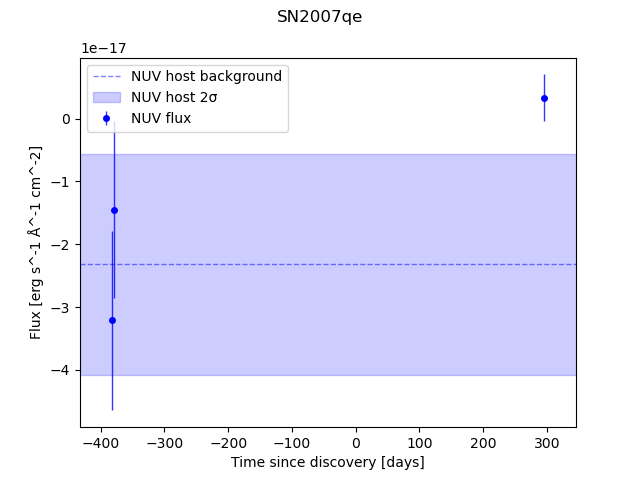 SN2007qe
1e−17
NUV host background
NUV host 2σ
NUV flux
0
−1
−2
−3
−4
Flux [erg s^-1 Å^-1 cm^-2]
−400 −300 −200 −100 0 100 200 300
Time since discovery [days]